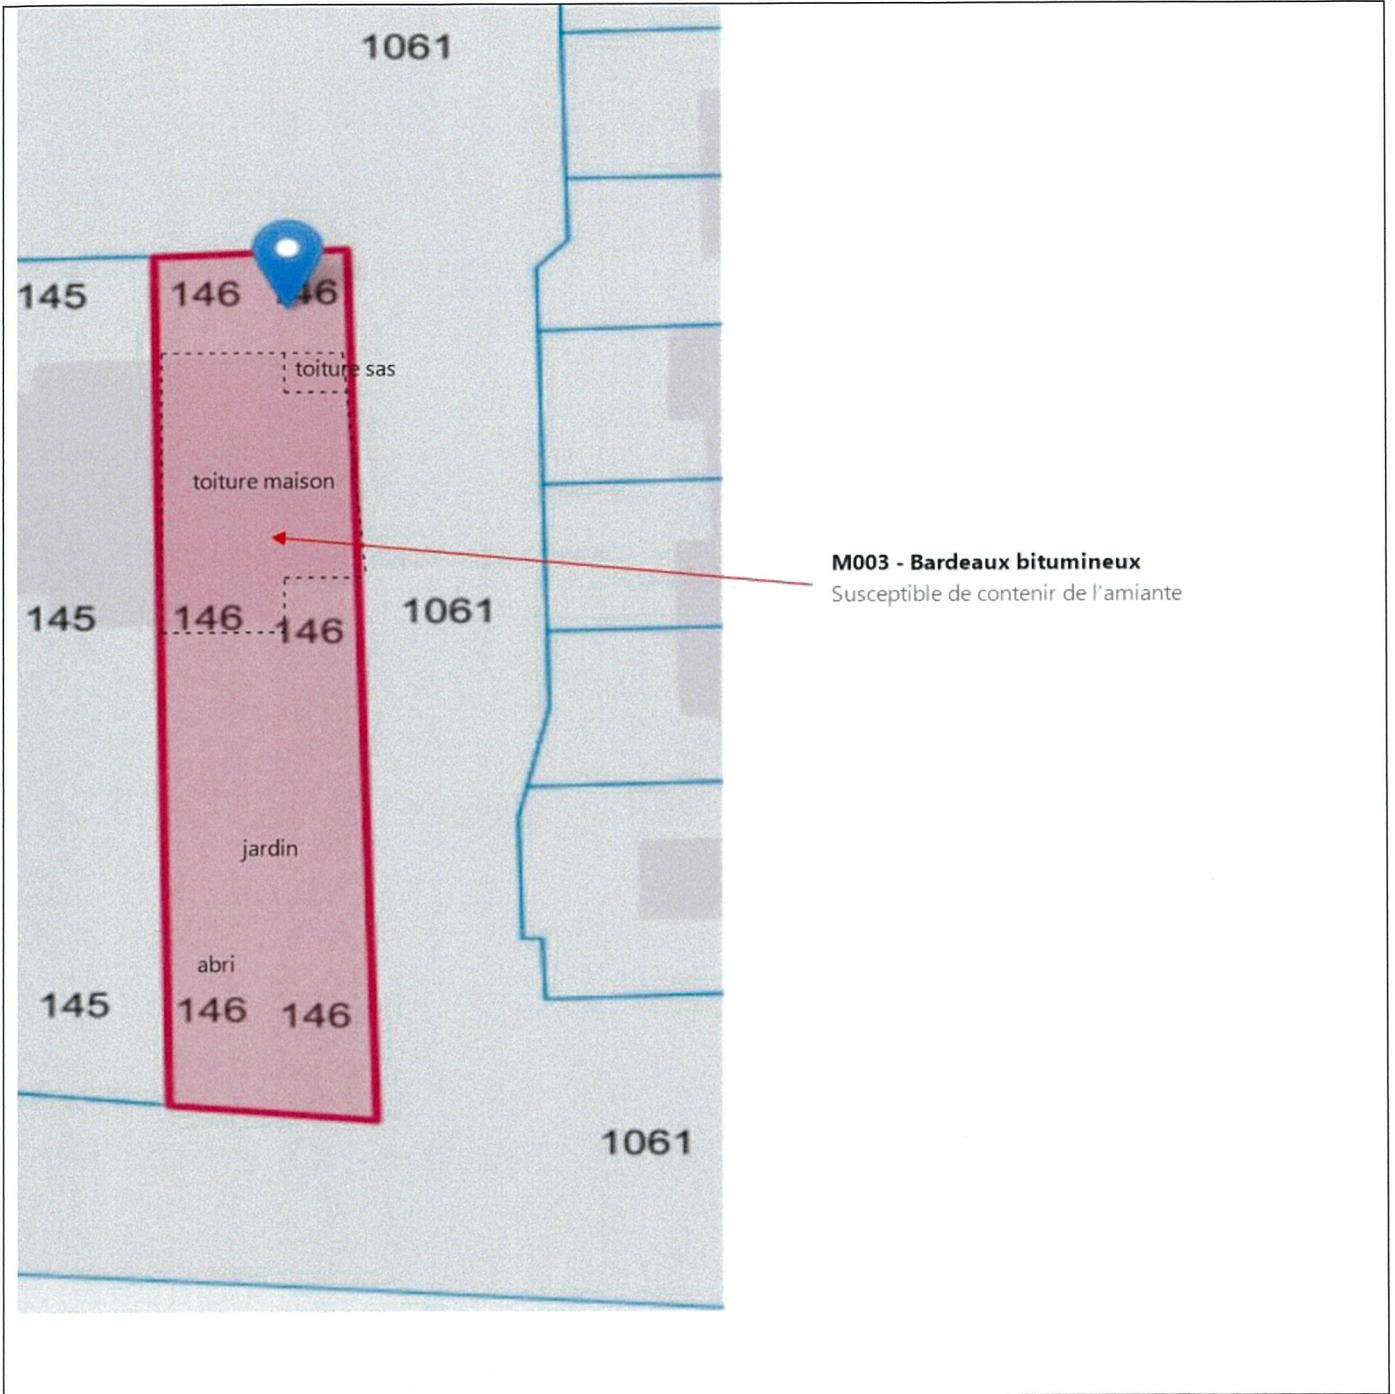 1061
145
146
46
toiture sas
toiture maison
M003 - Bardeaux bitumineux
Susceptible de contenir de l'amiante
145
146
146
1061
jardin
abri
145
146
146
1061